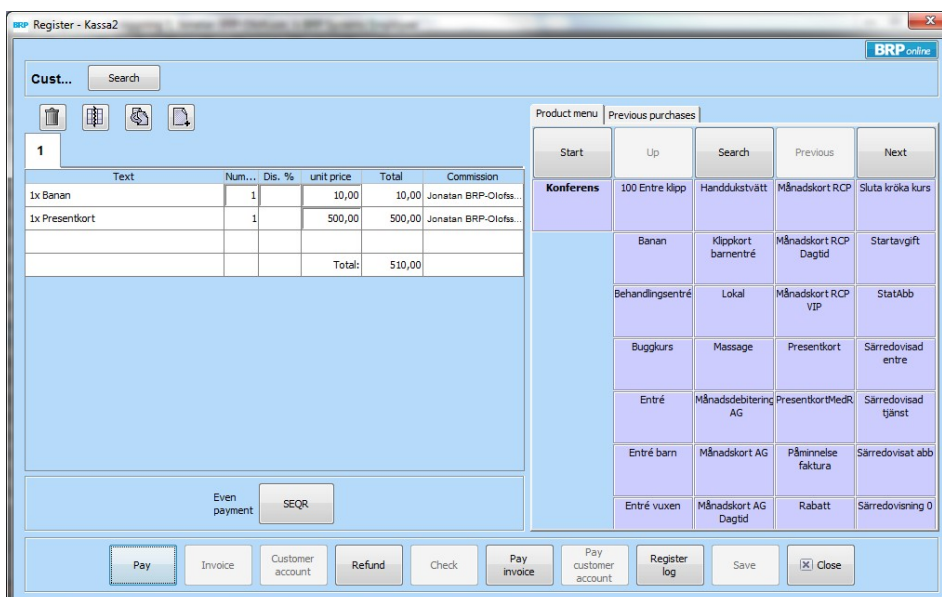 BRP Register - Kassa2
BRP online
Cust... Search
Product menu Previous purchases
1
Start Up Search Previous Next
Text Num... Dis. % unit price Total Commission
1x Banan 1 10,00 10,00 Jonatan BRP-Olofss...
1x Presentkort 1 500,00 500,00 Jonatan BRP-Olofss...
Total: 510,00
Konferens 100 Entre klipp Handdukstvätt Månadskort RCP Sluta kröka kurs
Banan Klippkort Månadskort RCP Startavgift
barnentré Dagtid
Behandlingsentré Lokal Månadskort RCP StatAbb
VIP
Buggkurs Massage Presentkort Särredovisad
entre
Entré Månadsdebitering PresentkortMedR Särredovisad
AG tjänst
Entré barn Månadskort AG Påminnelse Särredovisat abb
faktura
Entré vuxen Månadskort AG Rabatt Särredovisning 0
Dagtid
Even
payment SEQR
Pay Invoice Customer Refund Check Pay Pay Register Save Close
account invoice customer log
account